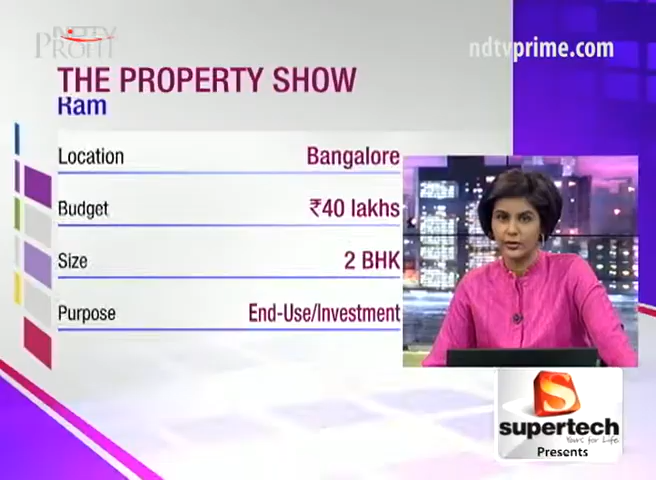 NDTV
PROFIT
ndtvprime.com
THE PROPERTY SHOW
Ram
Location Bangalore
Budget ₹40 lakhs
Size 2 BHK
Purpose End-Use/Investment
S
supertech
Yours for Life
Presents